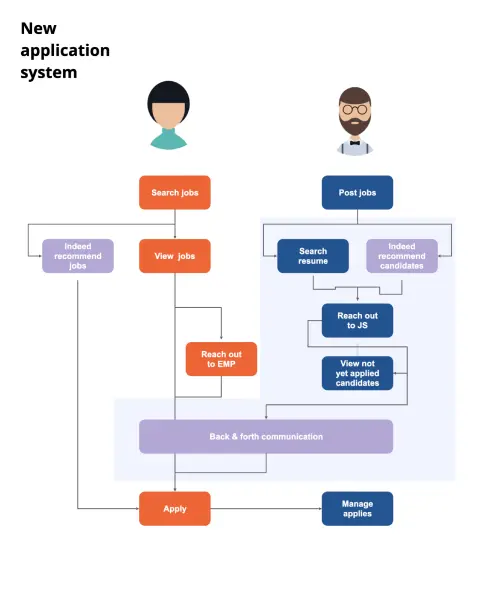 New
application
system
Search jobs
Post jobs
Indeed
recommend
jobs
View jobs
Search
resume
Indeed
recommend
candidates
Reach out
to JS
Reach out
to EMP
View not
yet applied
candidates
Back & forth communication
Apply
Manage
applies